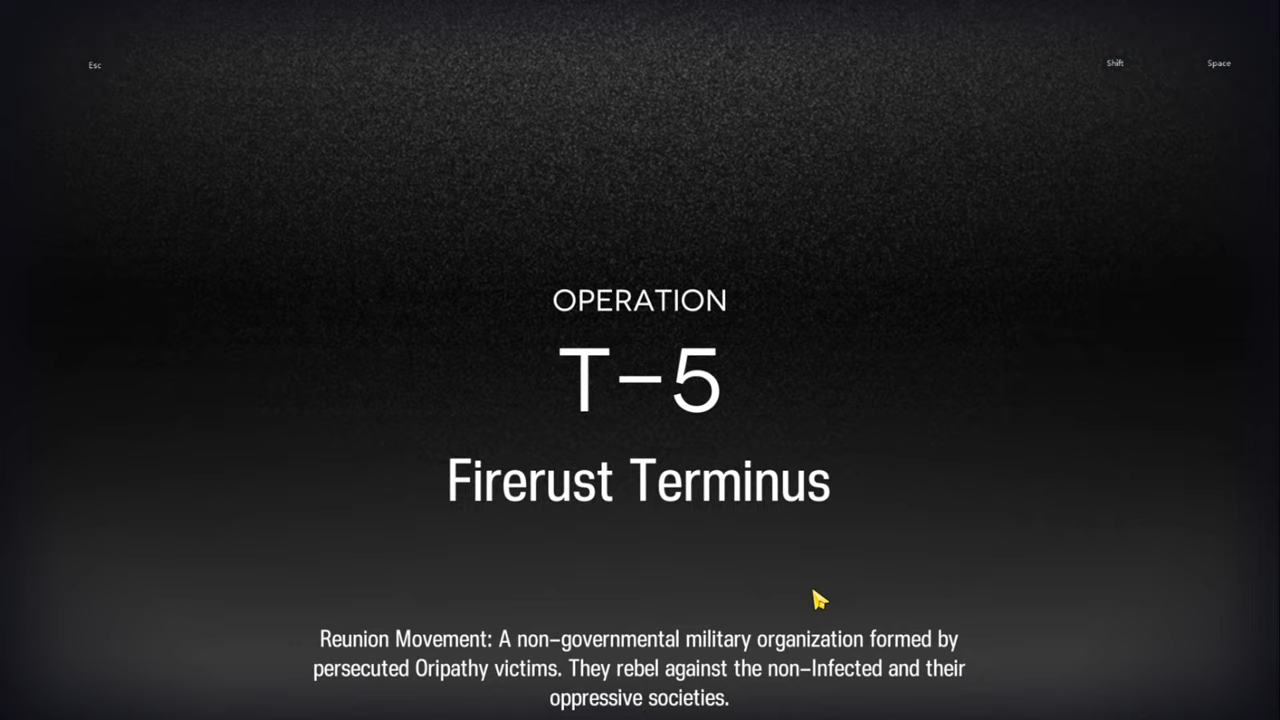 Esc
Shift
Space
OPERATION
T-5
Firerust Terminus
Reunion Movement: A non-governmental military organization formed by
persecuted Oripathy victims. They rebel against the non-Infected and their
oppressive societies.